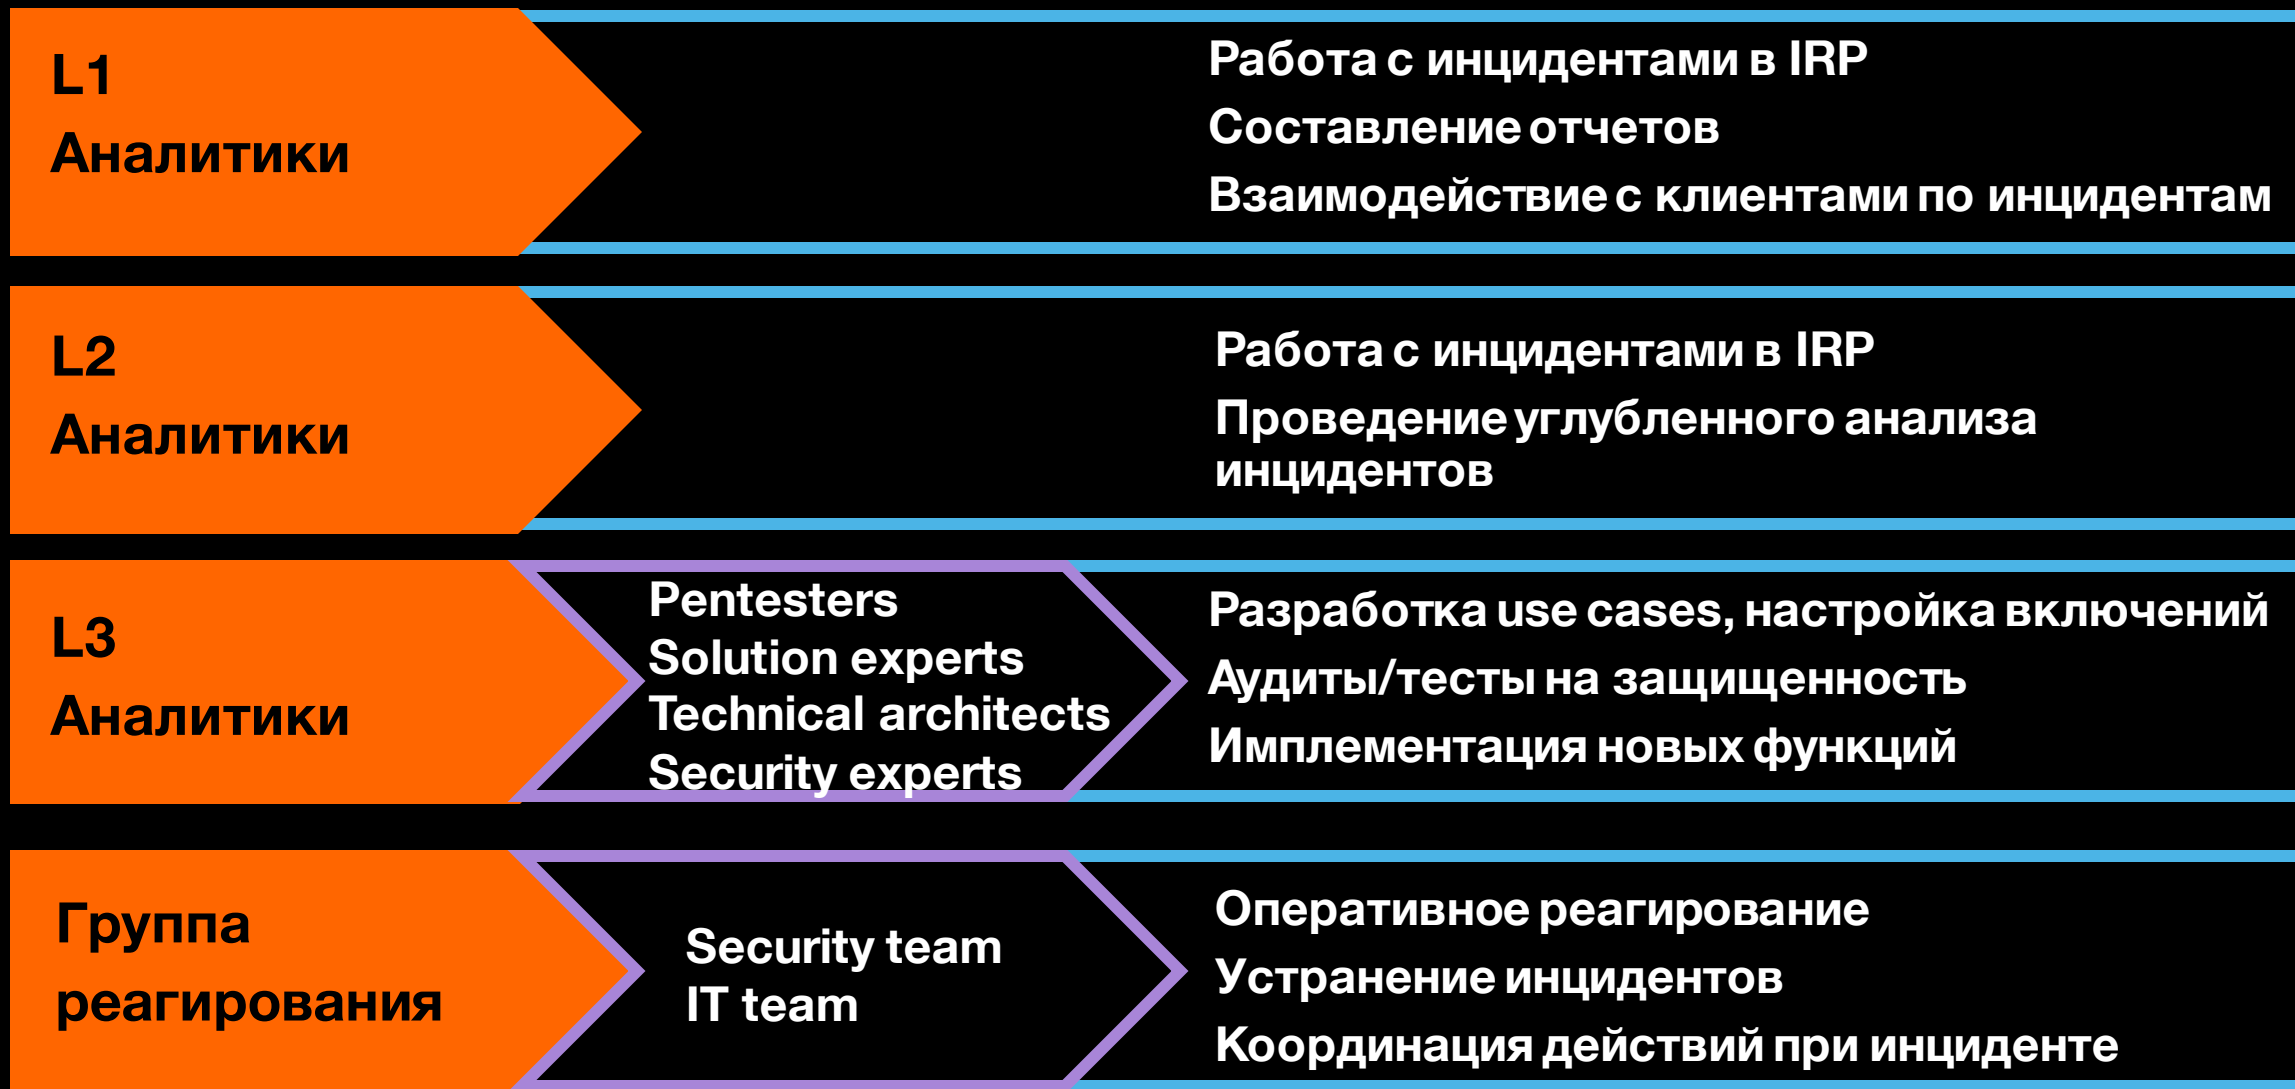 L1
Аналитики
Работа с инцидентами в IRP
Составление отчетов
Взаимодействие с клиентами по инцидентам
L2
Аналитики
Работа с инцидентами в IRP
Проведение углубленного анализа
инцидентов
L3
Аналитики
Pentesters
Solution experts
Technical architects
Security experts
Разработка use cases, настройка включений
Аудиты/тесты на защищенность
Имплементация новых функций
Группа
реагирования
Security team
IT team
Оперативное реагирование
Устранение инцидентов
Координация действий при инциденте